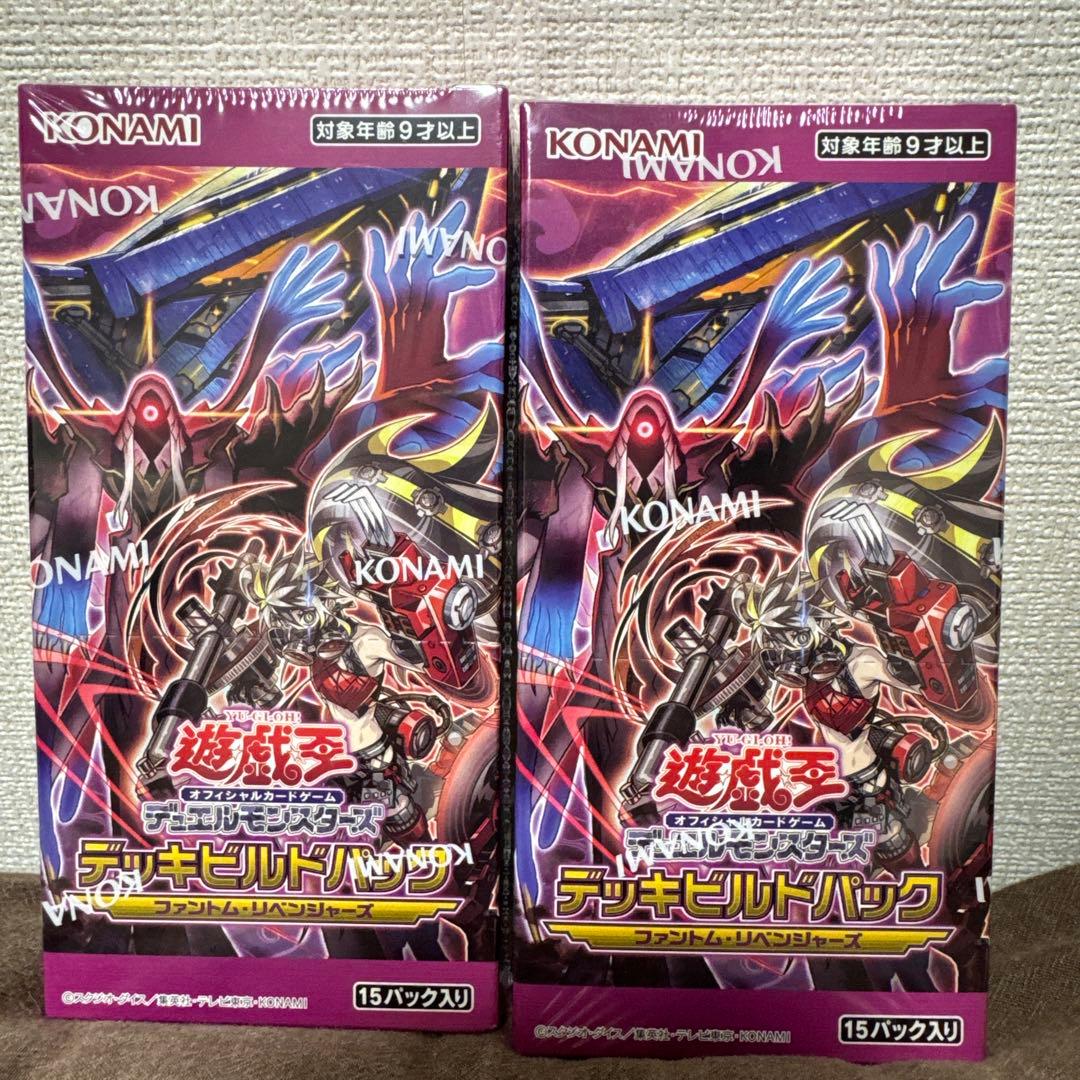 KONAMI
対象年齢9才以上
KONAMI
KONAMI
KONAMI
KONAMI
KONAMI
YU-GI-OH!
遊戯王
オフィシャルカードゲーム
デュエルモンスターズ
デッキビルドパック
KONAMI
KONA
ファントム・リベンジャーズ
©スタジオ・ダイス/集英社・テレビ東京・KONAMI
15パック入り
KONAMI
対象年齢9才以上
KONAMI
KONAMI
KONAMI
YU-GI-OH!
遊戯王
オフィシャルカードゲーム
デュエルモンスターズ
KONAMI
デッキビルドパック
ファントム・リベンジャーズ
©スタジオ・ダイス/集英社・テレビ東京・KONAMI
15パック入り